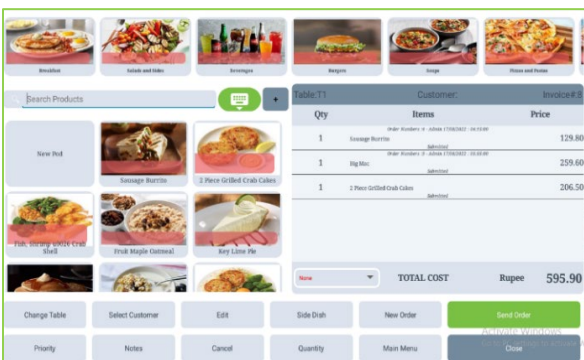 Breakfast
Salads and Sides
Beverages
Burgers
Soups
Pizzas and Pastas
Search Products
+
Table:T1 Customer: Invoice#:3
Qty Items Price
1 Sausage Burrito 129.80
Submitted
1 Big Mac 259.60
Submitted
1 2 Piece Grilled Crab Cakes 206.50
Submitted
New Pod
Sausage Burrito
2 Piece Grilled Crab Cakes
Fish, Shrimp
Crab
Shell
Fruit Maple Oatmeal
Key Lime Pie
None
TOTAL COST Rupee 595.90
Change Table
Select Customer
Edit
Side Dish
New Order
Send Order
Activate Windows
Priority
Notes
Cancel
Quantity
Main Menu
Close